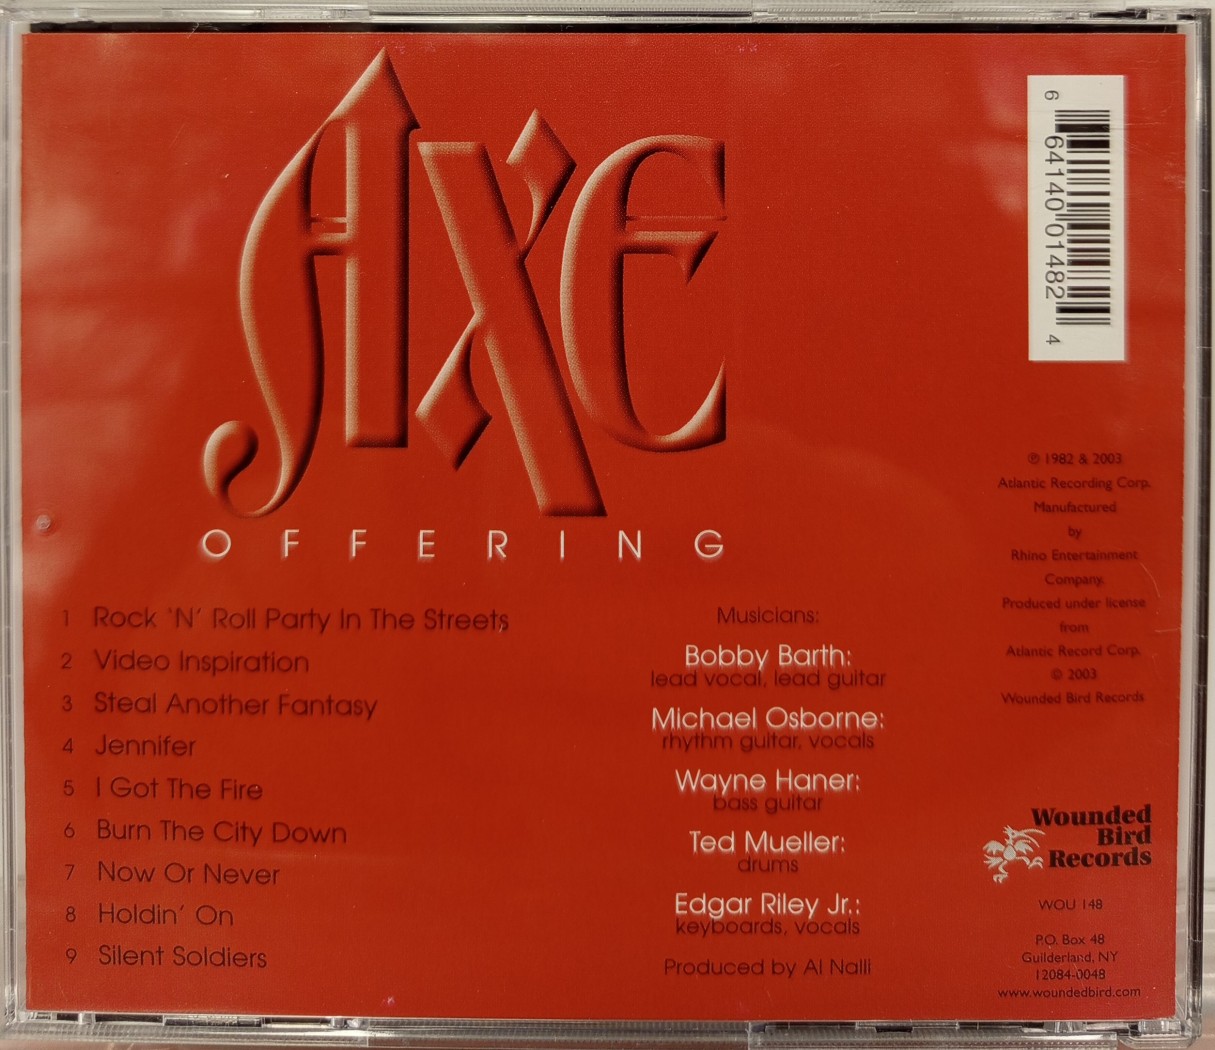 AXE
OFFERING
1 Rock 'N' Roll Party In The Streets
2 Video Inspiration
3 Steal Another Fantasy
4 Jennifer
5 I Got The Fire
6 Burn The City Down
7 Now Or Never
8 Holdin' On
9 Silent Soldiers
Musicians:
Bobby Barth:
lead vocal, lead guitar
Michael Osborne:
rhythm guitar, vocals
Wayne Haner:
bass guitar
Ted Mueller:
drums
Edgar Riley Jr.:
keyboards, vocals
Produced by Al Nalli
6 64140 01482 4
℗ 1982 & 2003
Atlantic Recording Corp.
Manufactured
by
Rhino Entertainment
Company.
Produced under license
from
Atlantic Record Corp.
© 2003
Wounded Bird Records
Wounded
Bird
Records
WOU 148
P.O. Box 48
Guilderland, NY
12084-0048
www.woundedbird.com